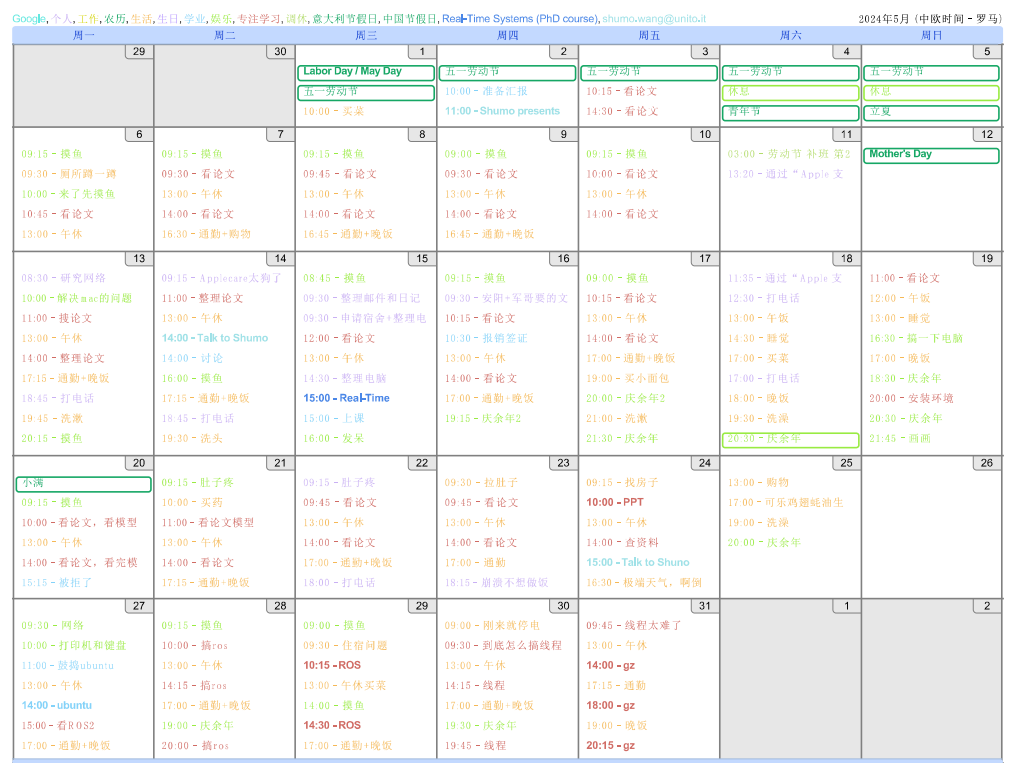 Google, 个人, 工作, 农历, 生活, 生日, 学业, 娱乐, 专注学习, 调休, 意大利节假日, 中国节假日, Real-Time Systems (PhD course), shumo.wang@unito.it
2024年5月 (中欧时间 - 罗马)
周一 周二 周三 周四 周五 周六 周日
29
30
1
Labor Day / May Day
五一劳动节
10:00 - 买菜
2
五一劳动节
10:00 - 准备汇报
11:00 - Shumo presents
3
五一劳动节
10:15 - 看论文
14:30 - 看论文
4
五一劳动节
休息
青年节
5
五一劳动节
休息
立夏
6
09:15 - 摸鱼
09:30 - 厕所蹲一蹲
10:00 - 来了先摸鱼
10:45 - 看论文
13:00 - 午休
7
09:15 - 摸鱼
09:30 - 看论文
13:00 - 午休
14:00 - 看论文
16:30 - 通勤+购物
8
09:15 - 摸鱼
09:45 - 看论文
13:00 - 午休
14:00 - 看论文
16:45 - 通勤+晚饭
9
09:00 - 摸鱼
09:30 - 看论文
13:00 - 午休
14:00 - 看论文
16:45 - 通勤+晚饭
10
09:15 - 摸鱼
10:00 - 看论文
13:00 - 午休
14:00 - 看论文
11
03:00 - 劳动节 补班 第2
13:20 - 通过“Apple 支
12
Mother's Day
13
08:30 - 研究网络
10:00 - 解决mac的问题
11:00 - 搜论文
13:00 - 午休
14:00 - 整理论文
17:15 - 通勤+晚饭
18:45 - 打电话
19:45 - 洗漱
20:15 - 摸鱼
14
09:15 - Applecare太狗了
11:00 - 整理论文
13:00 - 午休
14:00 - Talk to Shumo
14:00 - 讨论
16:00 - 摸鱼
17:15 - 通勤+晚饭
18:45 - 打电话
19:30 - 洗头
15
08:45 - 摸鱼
09:30 - 整理邮件和日记
09:30 - 申请宿舍+整理电
12:00 - 看论文
13:00 - 午休
14:30 - 整理电脑
15:00 - Real-Time
15:00 - 上课
16:00 - 发呆
16
09:15 - 摸鱼
09:30 - 安阳+军哥要的文
10:15 - 看论文
10:30 - 报销签证
13:00 - 午休
14:00 - 看论文
17:00 - 通勤+晚饭
19:15 - 庆余年2
17
09:00 - 摸鱼
10:15 - 看论文
13:00 - 午休
14:00 - 看论文
17:00 - 通勤+晚饭
19:00 - 买小面包
20:00 - 庆余年2
21:00 - 洗漱
21:30 - 庆余年
18
11:35 - 通过“Apple 支
12:30 - 打电话
13:00 - 午饭
14:30 - 睡觉
17:00 - 买菜
17:00 - 打电话
18:00 - 晚饭
19:30 - 洗澡
20:30 - 庆余年
19
11:00 - 看论文
12:00 - 午饭
13:00 - 睡觉
16:30 - 搞一下电脑
17:00 - 晚饭
18:30 - 庆余年
20:00 - 安装环境
20:30 - 庆余年
21:45 - 画画
20
小满
09:15 - 摸鱼
10:00 - 看论文，看模型
13:00 - 午休
14:00 - 看论文，看完模
15:15 - 被拒了
21
09:15 - 肚子疼
10:00 - 买药
11:00 - 看论文模型
13:00 - 午休
14:00 - 看论文
17:15 - 通勤+晚饭
22
09:15 - 肚子疼
09:45 - 看论文
13:00 - 午休
14:00 - 看论文
17:00 - 通勤+晚饭
18:00 - 打电话
23
09:30 - 拉肚子
09:45 - 看论文
13:00 - 午休
14:00 - 看论文
17:00 - 通勤
18:15 - 崩溃不想做饭
24
09:15 - 找房子
10:00 - PPT
13:00 - 午休
14:00 - 查资料
15:00 - Talk to Shuno
16:30 - 极端天气，啊倒
25
13:00 - 购物
17:00 - 可乐鸡翅蚝油生
19:00 - 洗澡
20:00 - 庆余年
26
27
09:30 - 网络
10:00 - 打印机和键盘
11:00 - 鼓捣ubuntu
13:00 - 午休
14:00 - ubuntu
15:00 - 看ROS2
17:00 - 通勤+晚饭
28
09:15 - 摸鱼
10:00 - 搞ros
13:00 - 午休
14:15 - 搞ros
17:00 - 通勤+晚饭
19:00 - 庆余年
20:00 - 搞ros
29
09:00 - 摸鱼
09:30 - 住宿问题
10:15 - ROS
13:00 - 午休买菜
14:00 - 摸鱼
14:30 - ROS
17:00 - 通勤+晚饭
30
09:00 - 刚来就停电
09:30 - 到底怎么搞线程
13:00 - 午休
14:15 - 线程
17:00 - 通勤+晚饭
19:30 - 庆余年
19:45 - 线程
31
09:45 - 线程太难了
13:00 - 午休
14:00 - gz
17:15 - 通勤
18:00 - gz
19:00 - 晚饭
20:15 - gz
1
2